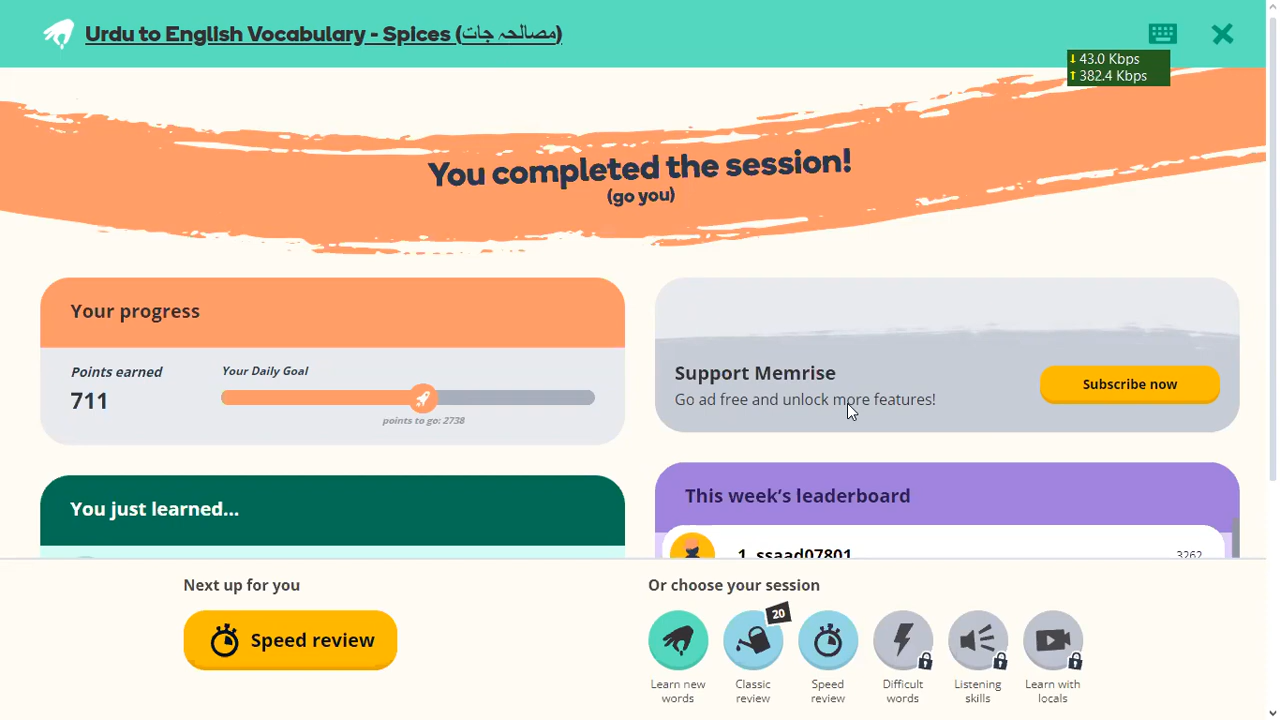 Urdu to English Vocabulary - Spices (مصالحہ جات)
43.0 Kbps
382.4 Kbps
You completed the session!
(go you)
Your progress
Points earned
711
Your Daily Goal
points to go: 2738
Support Memrise
Go ad free and unlock more features!
Subscribe now
You just learned...
This week's leaderboard
1. ssaad07801
3262
Next up for you
Speed review
Or choose your session
20
Learn new words
Classic review
Speed review
Difficult words
Listening skills
Learn with locals